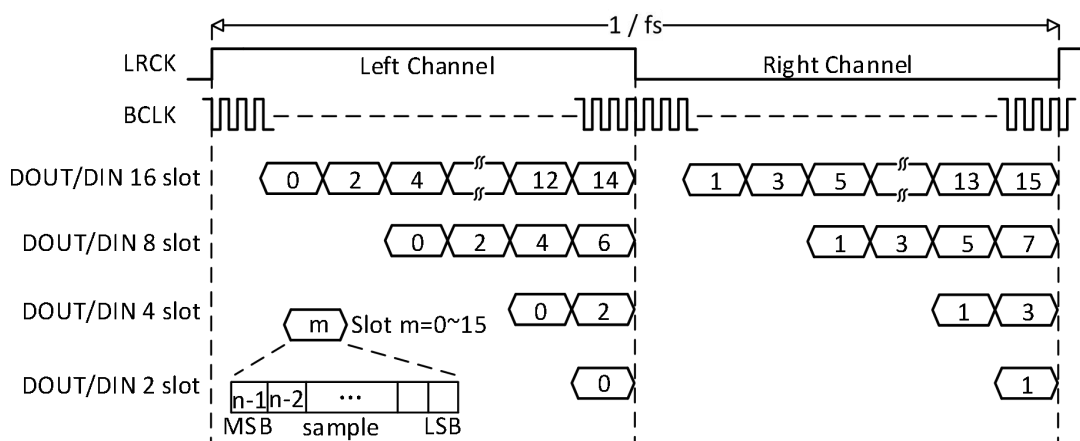 1 / fs
LRCK Left Channel Right Channel
BCLK
DOUT/DIN 16 slot 0 2 4 12 14 1 3 5 13 15
DOUT/DIN 8 slot 0 2 4 6 1 3 5 7
DOUT/DIN 4 slot 0 2 1 3
m Slot m=0~15
DOUT/DIN 2 slot 0 1
n-1 n-2 ...
MSB sample LSB